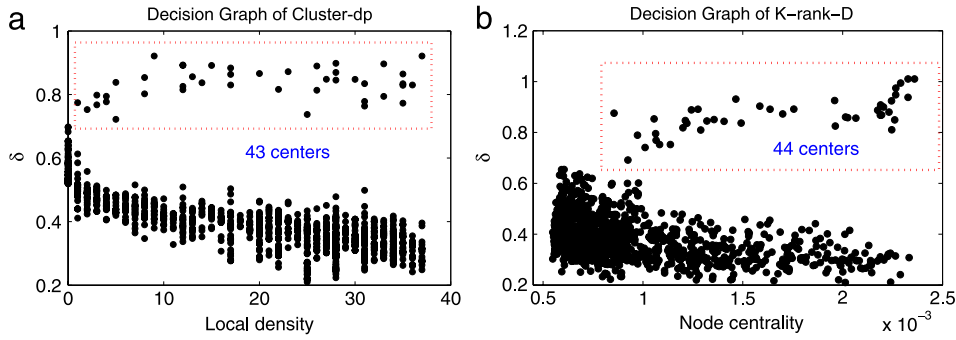 a
Decision Graph of Cluster-dp
1
0.8
0.6
0.4
0.2
δ
43 centers
0 10 20 30 40
Local density
b
Decision Graph of K-rank-D
1.2
1
0.8
0.6
0.4
0.2
δ
44 centers
0.5 1 1.5 2 2.5
Node centrality
x 10⁻³